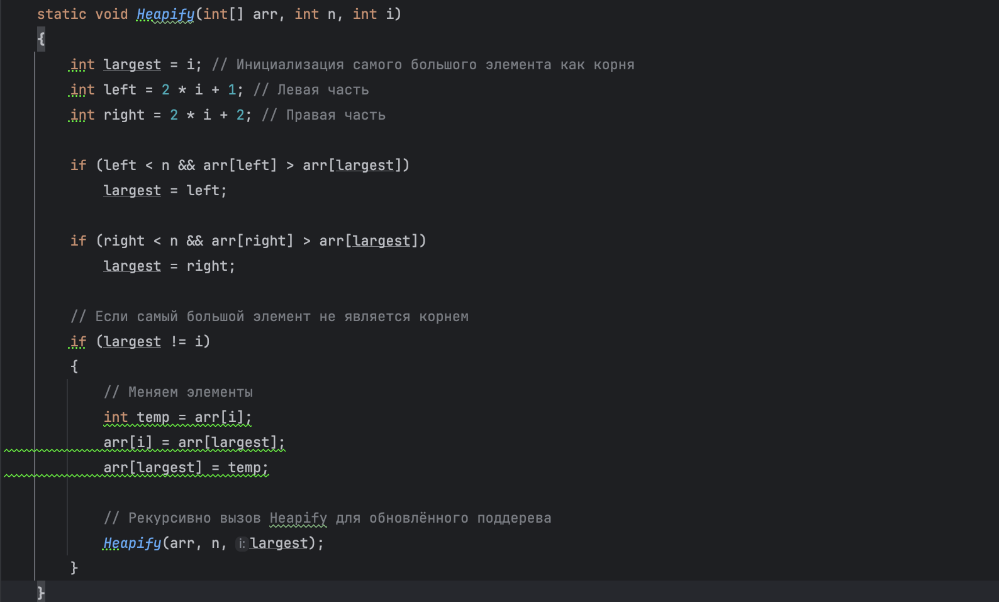 static void Heapify(int[] arr, int n, int i)
{
int largest = i; // Инициализация самого большого элемента как корня
int left = 2 * i + 1; // Левая часть
int right = 2 * i + 2; // Правая часть
if (left < n && arr[left] > arr[largest])
largest = left;
if (right < n && arr[right] > arr[largest])
largest = right;
// Если самый большой элемент не является корнем
if (largest != i)
{
// Меняем элементы
int temp = arr[i];
arr[i] = arr[largest];
arr[largest] = temp;
// Рекурсивно вызов Heapify для обновлённого поддерева
Heapify(arr, n, i: largest);
}
}